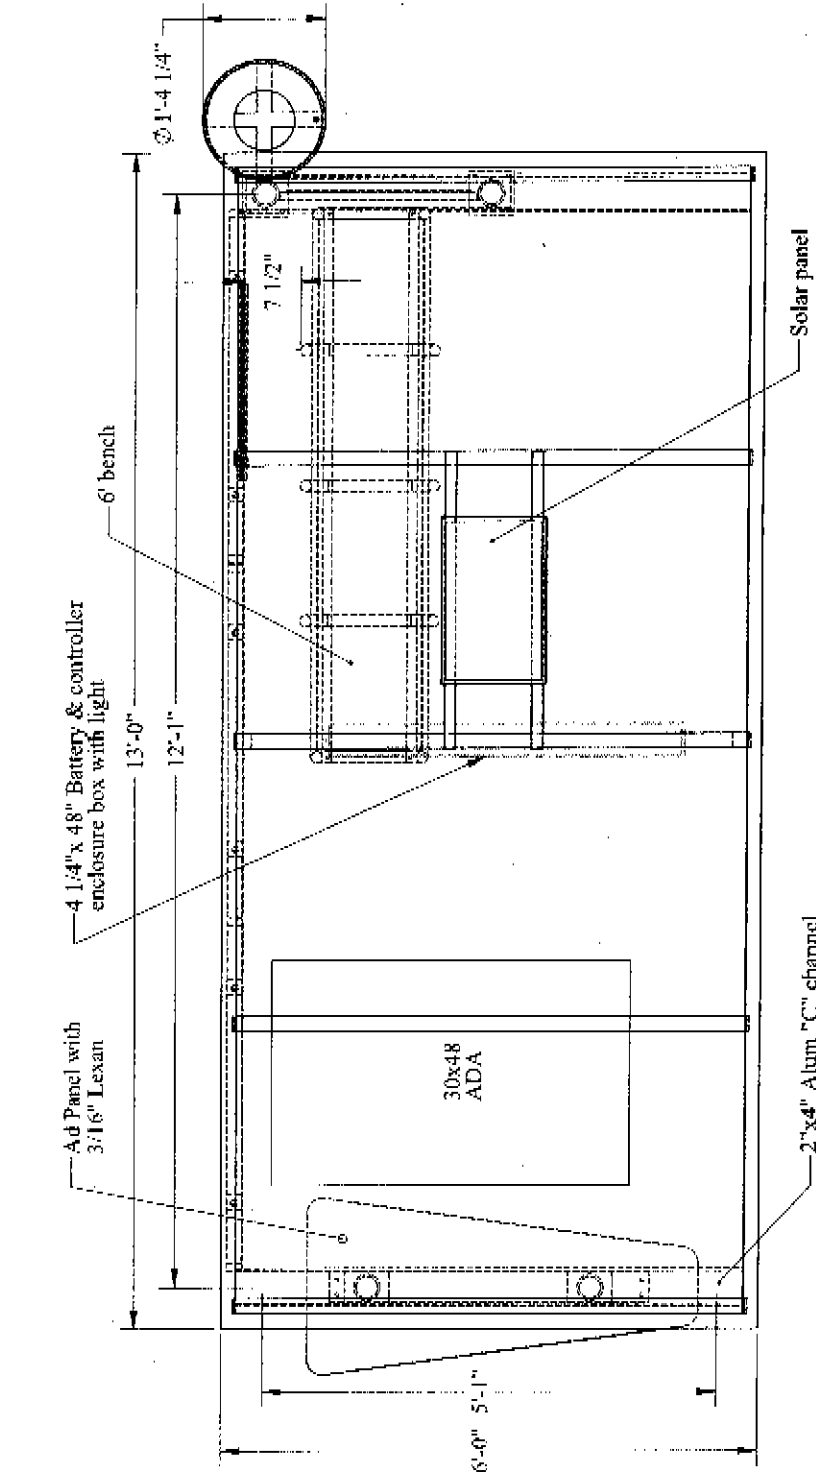 Ø 1'-4 1/4"
7 1/2"
Solar panel
6' bench
4 1/4"x 48" Battery & controller
enclosure box with light
13'-0"
12'-1"
Ad Panel with
3/16" Lexan
30x48
ADA
2"x4" Alum "C" channel
5'-1"
6'-0"